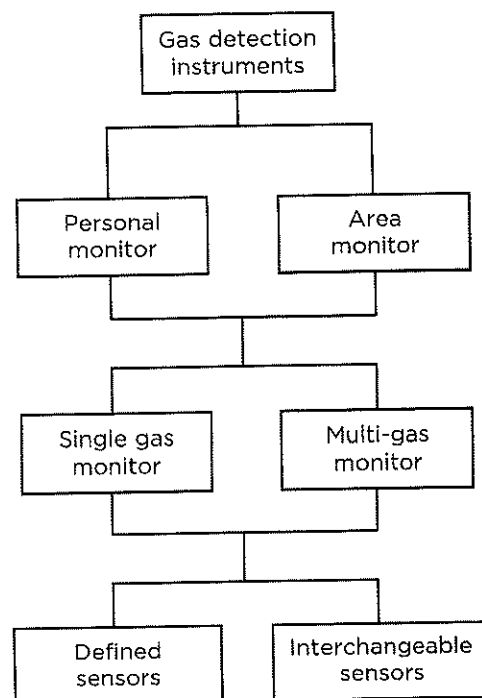 Gas detection
instruments
Personal
monitor
Area
monitor
Single gas
monitor
Multi-gas
monitor
Defined
sensors
Interchangeable
sensors